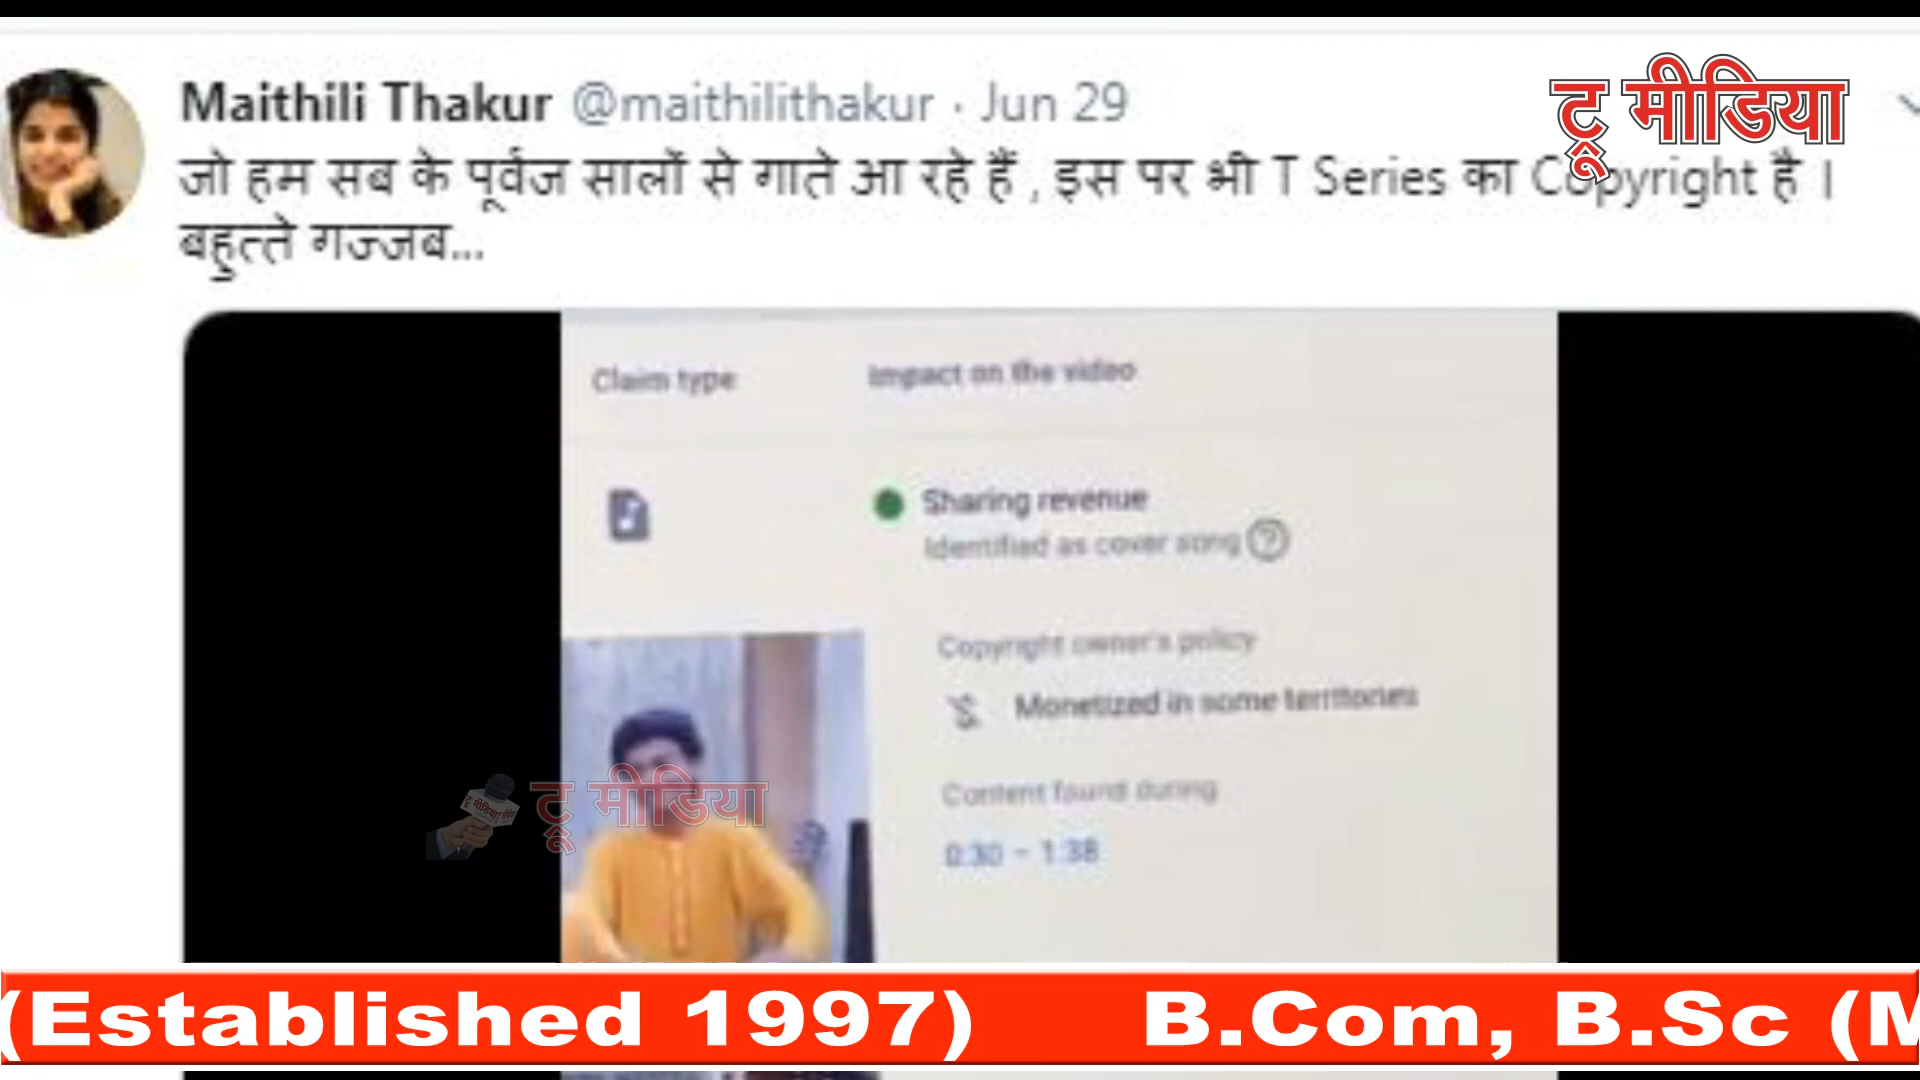 Maithili Thakur @maithilithakur · Jun 29
टू मीडिया
जो हम सब के पूर्वज सालों से गाते आ रहे हैं , इस पर भी T Series का Copyright है ।
बहुत्ते गज्जब...
Claim type
Impact on the video
Sharing revenue
Identified as cover song
Copyright owner's policy
Monetized in some territories
Content found during
0:30 – 1:38
टू मीडिया
(Established 1997) B.Com, B.Sc (M